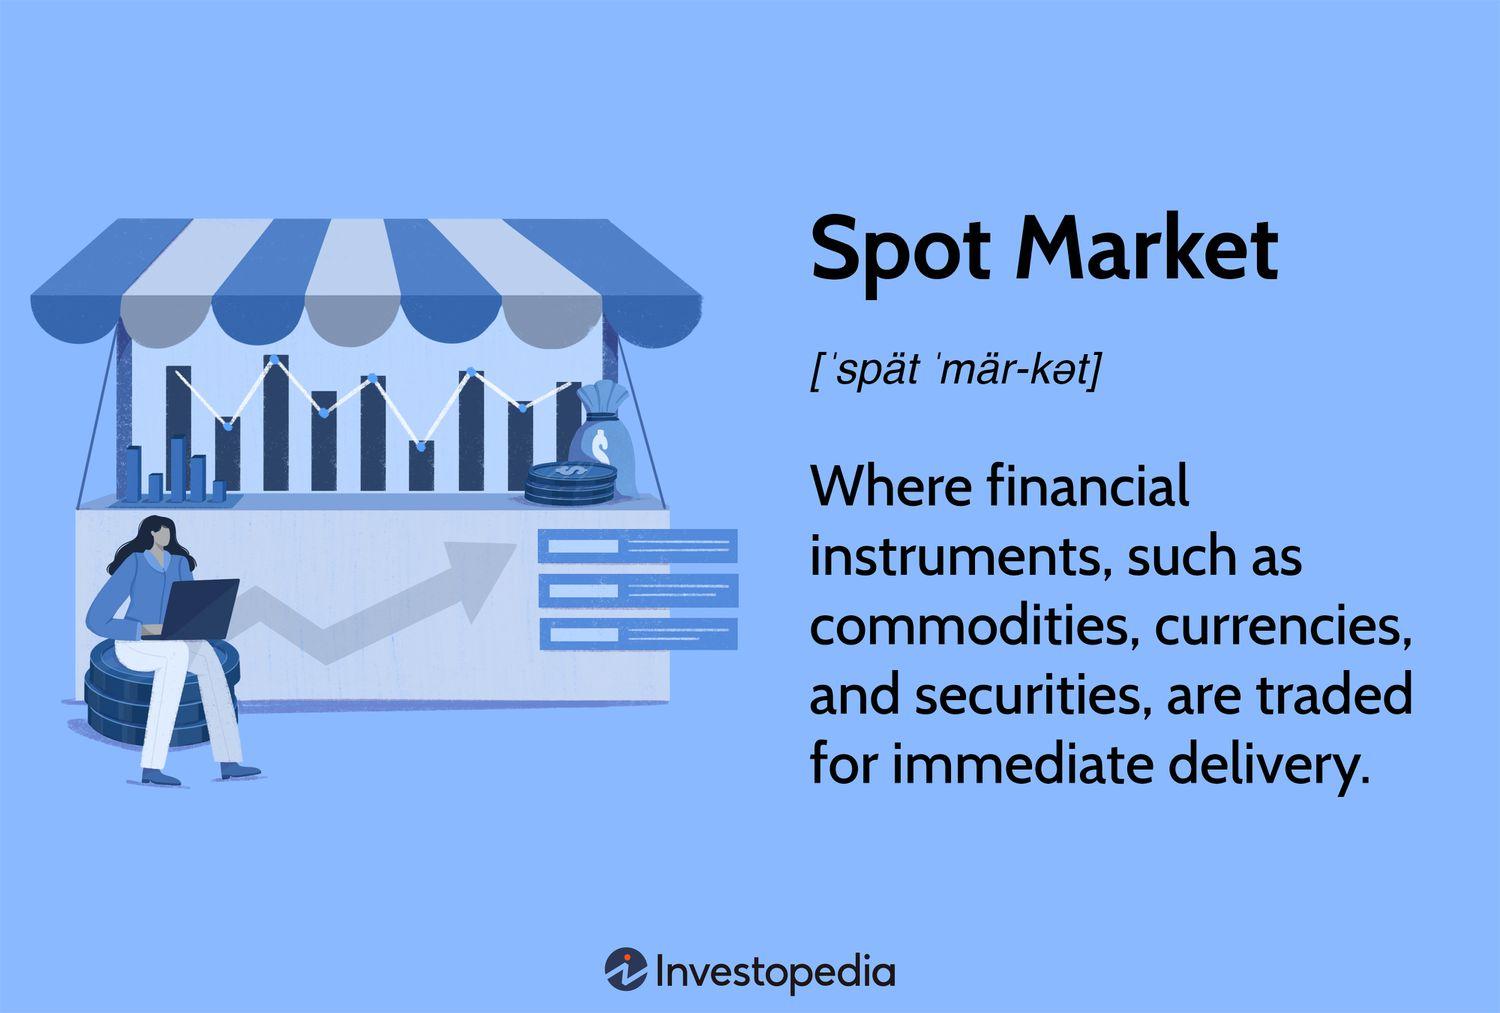 Spot Market
[ˈspät ˈmär-kət]
Where financial
instruments, such as
commodities, currencies,
and securities, are traded
for immediate delivery.
$
$
Investopedia